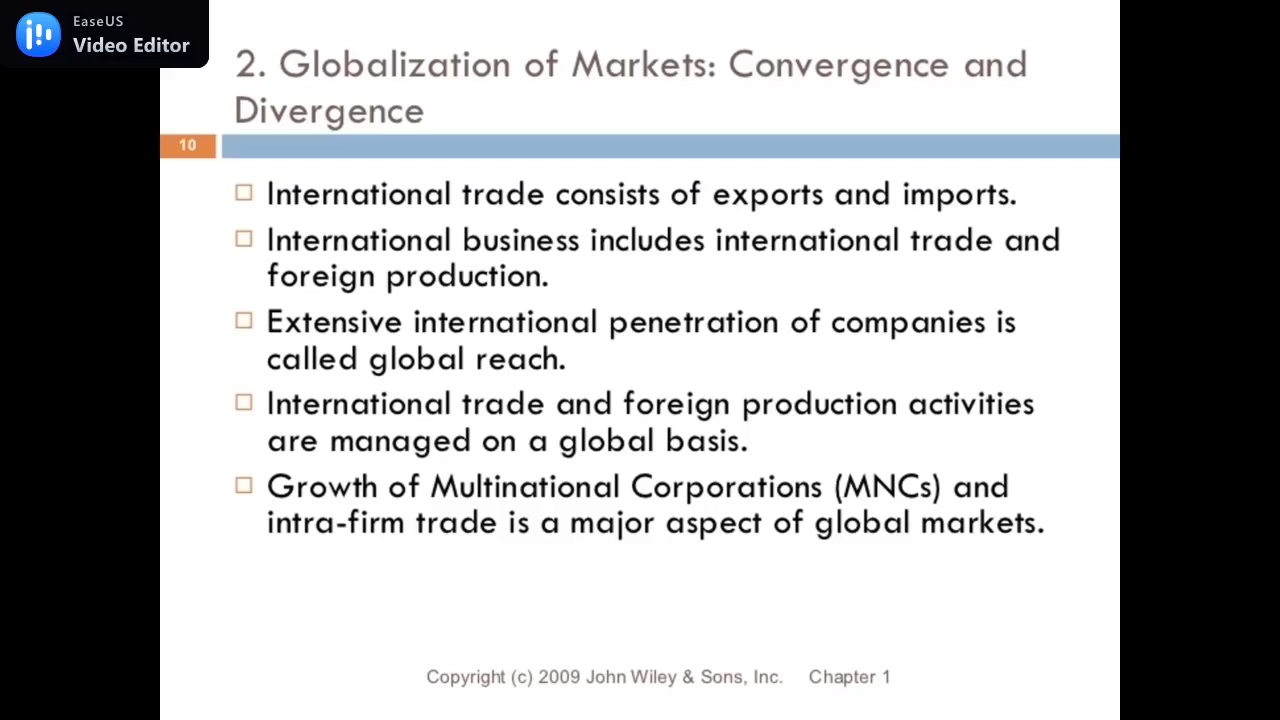 EaseUS
Video Editor
2. Globalization of Markets: Convergence and
Divergence
10
International trade consists of exports and imports.
International business includes international trade and
foreign production.
Extensive international penetration of companies is
called global reach.
International trade and foreign production activities
are managed on a global basis.
Growth of Multinational Corporations (MNCs) and
intra-firm trade is a major aspect of global markets.
Copyright (c) 2009 John Wiley & Sons, Inc. Chapter 1